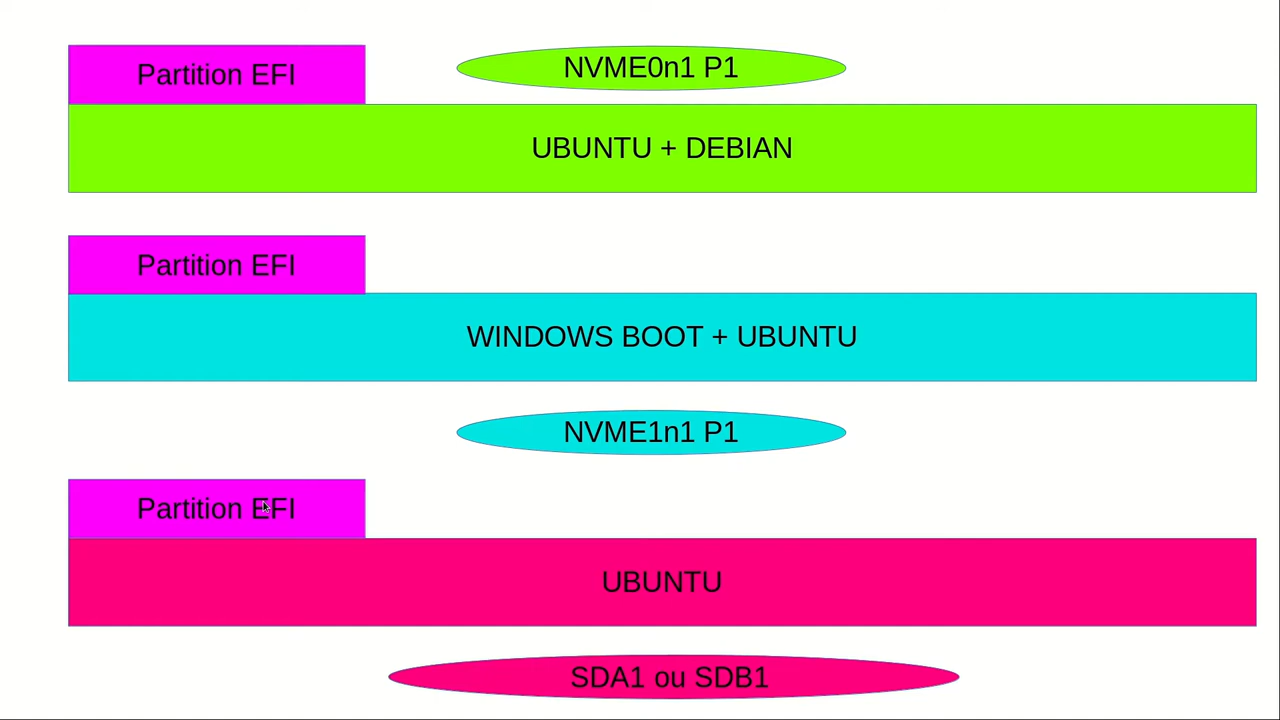 Partition EFI
NVME0n1 P1
UBUNTU + DEBIAN
Partition EFI
WINDOWS BOOT + UBUNTU
NVME1n1 P1
Partition EFI
UBUNTU
SDA1 ou SDB1